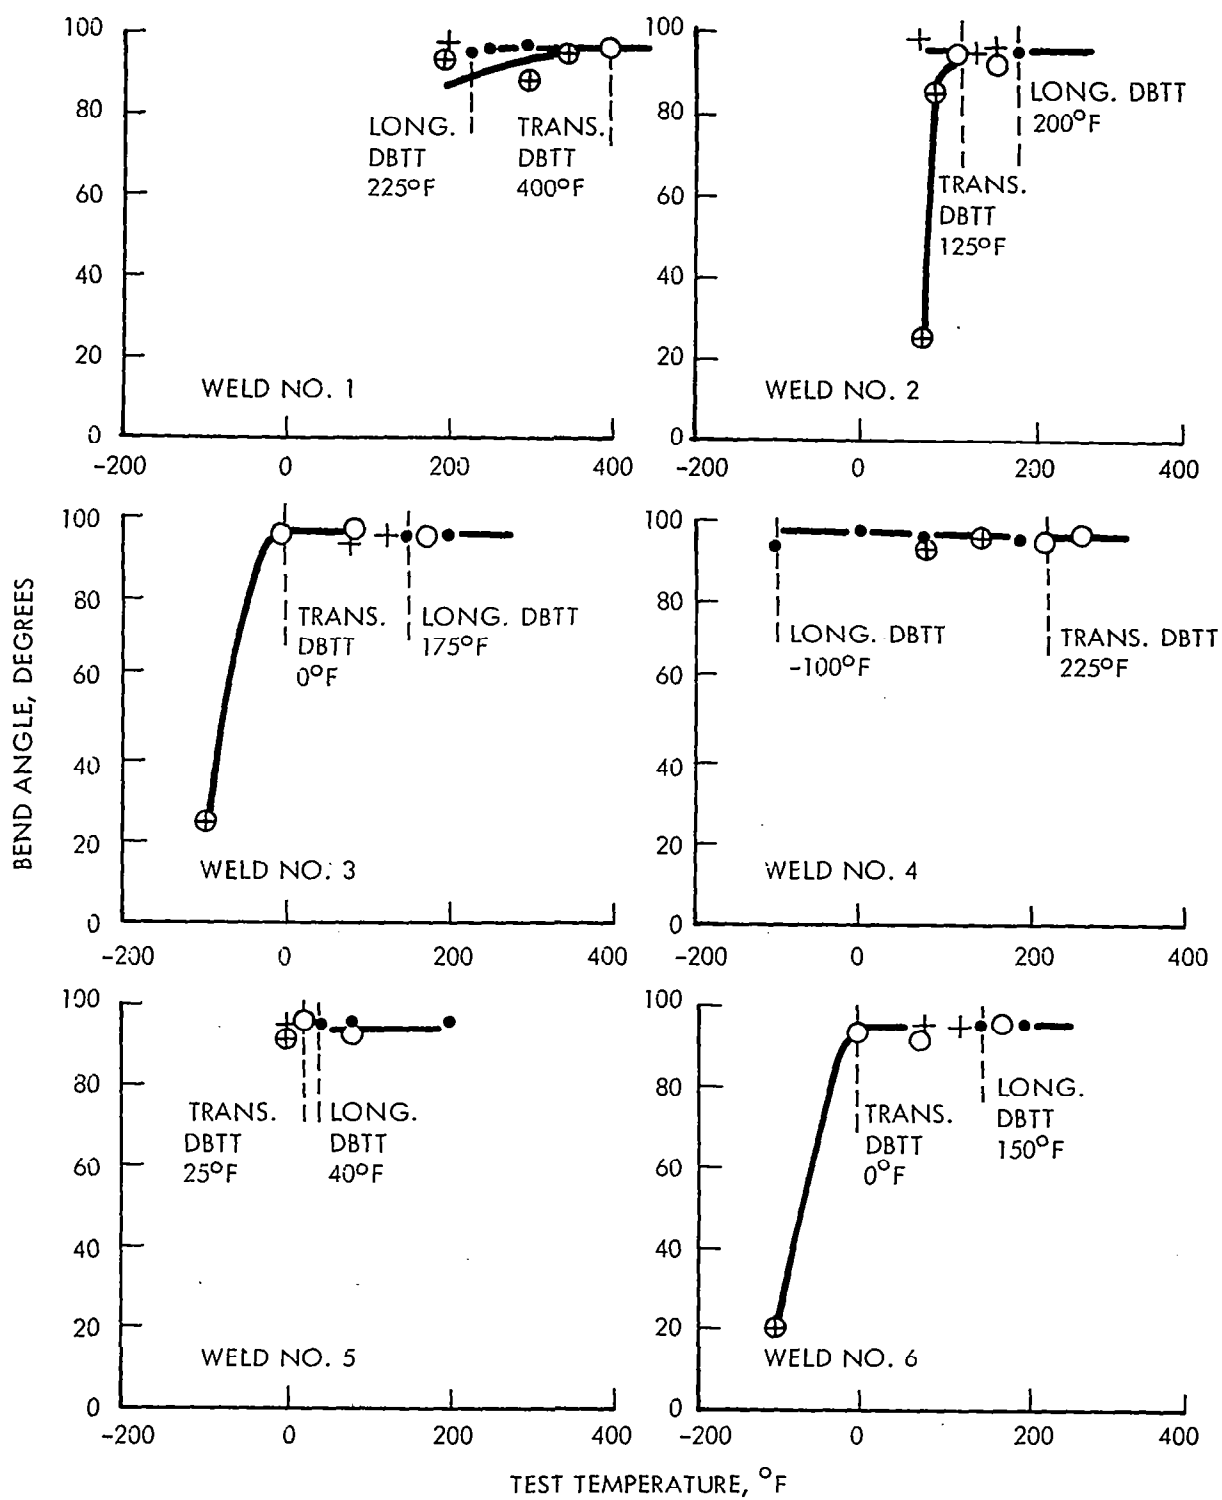 100
80
60
40
20
0
-200
0
200
400
LONG.
DBTT
225°F
TRANS.
DBTT
400°F
WELD NO. 1
100
80
60
40
20
0
-200
0
200
400
LONG. DBTT
200°F
TRANS.
DBTT
125°F
WELD NO. 2
BEND ANGLE, DEGREES
100
80
60
40
20
0
-200
0
200
400
TRANS.
DBTT
0°F
LONG. DBTT
175°F
WELD NO. 3
100
80
60
40
20
0
-200
0
200
400
LONG. DBTT
-100°F
TRANS. DBTT
225°F
WELD NO. 4
100
80
60
40
20
0
-200
0
200
400
TRANS.
DBTT
25°F
LONG.
DBTT
40°F
WELD NO. 5
100
80
60
40
20
0
-200
0
200
400
TRANS.
DBTT
0°F
LONG.
DBTT
150°F
WELD NO. 6
TEST TEMPERATURE, °F